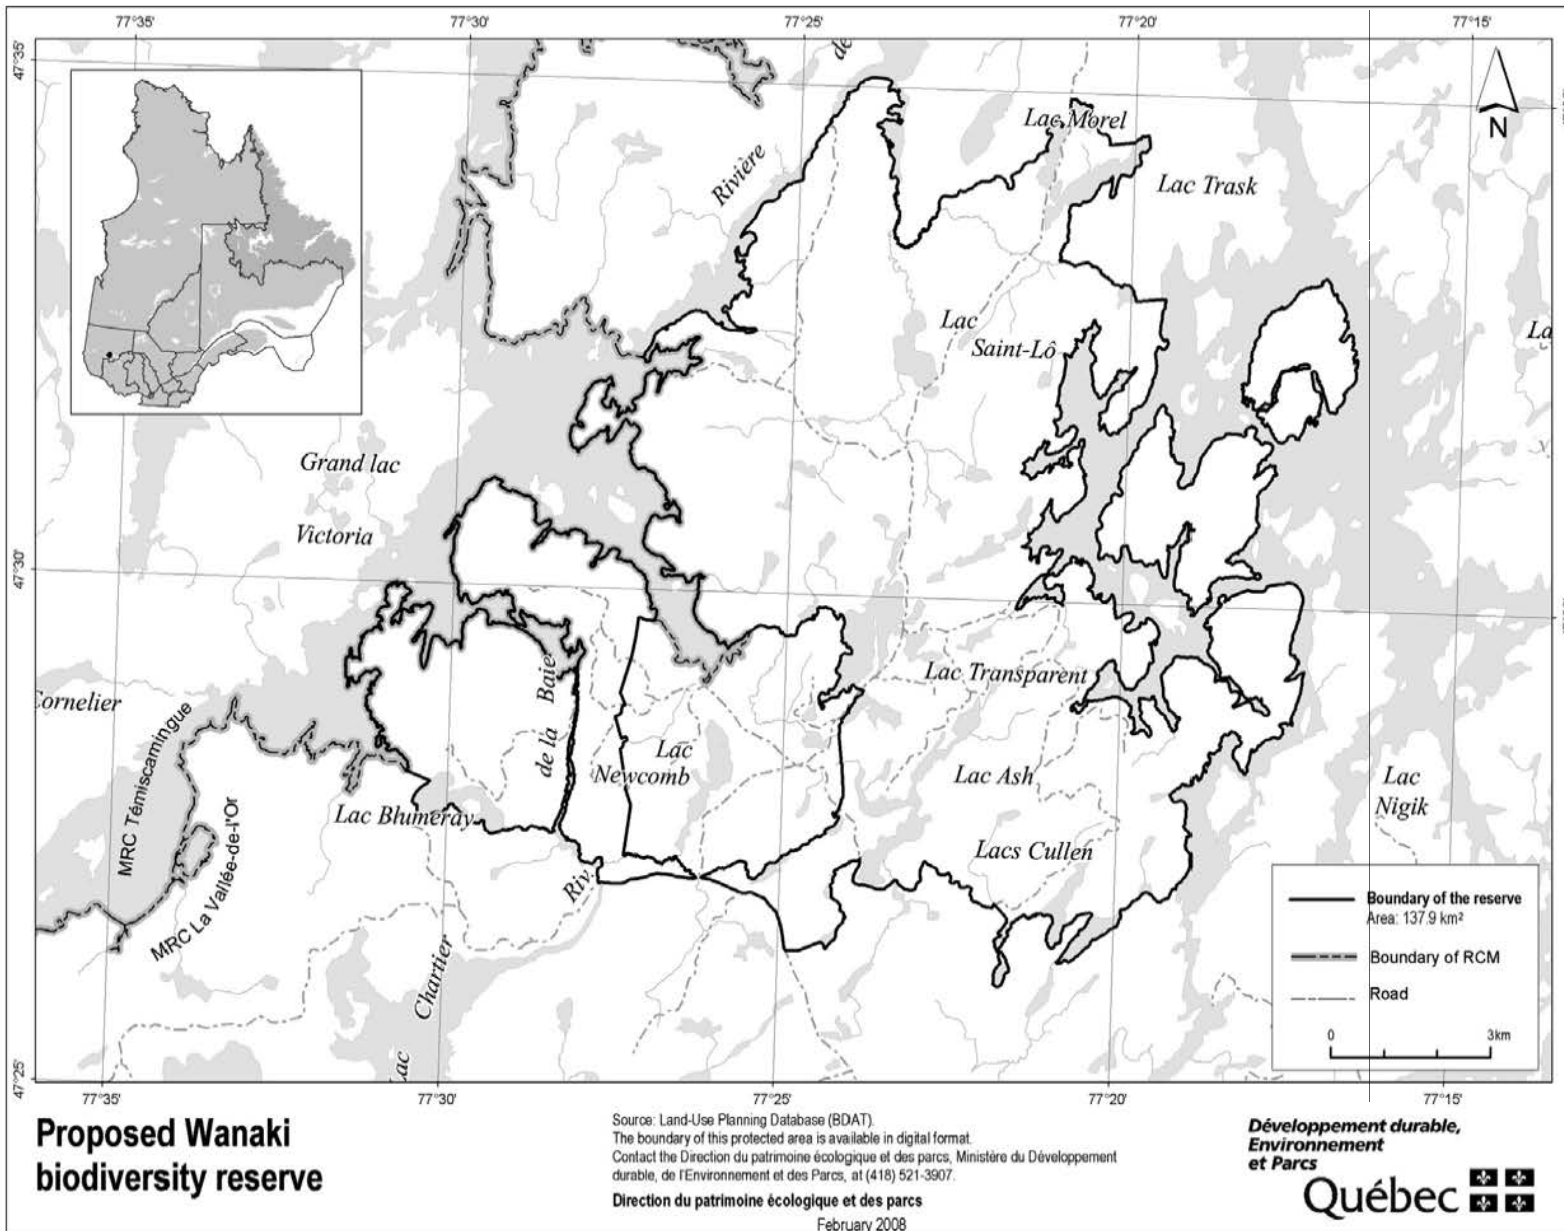 77°35'
77°30'
77°25'
77°20'
77°15'
47°35'
de
Lac Morel
N
Rivière
Lac Trask
Lac
Saint-Lô
La
Grand lac
Victoria
47°30'
Lac Transparent
Cornelier
Baie
de la
MRC Témiscamingue
Lac
Newcomb
Lac Ash
Lac
Nigik
Lac Blumeray
MRC La Vallée-de-l'Or
Lacs Cullen
Riv.
Chartier
Lac
Boundary of the reserve
Area: 137.9 km²
Boundary of RCM
Road
0 3km
47°25'
77°35'
77°30'
77°25'
77°20'
77°15'
Proposed Wanaki
biodiversity reserve
Source: Land-Use Planning Database (BDAT).
The boundary of this protected area is available in digital format.
Contact the Direction du patrimoine écologique et des parcs, Ministère du Développement
durable, de l'Environnement et des Parcs, at (418) 521-3907.
Direction du patrimoine écologique et des parcs
February 2008
Développement durable,
Environnement
et Parcs
Québec